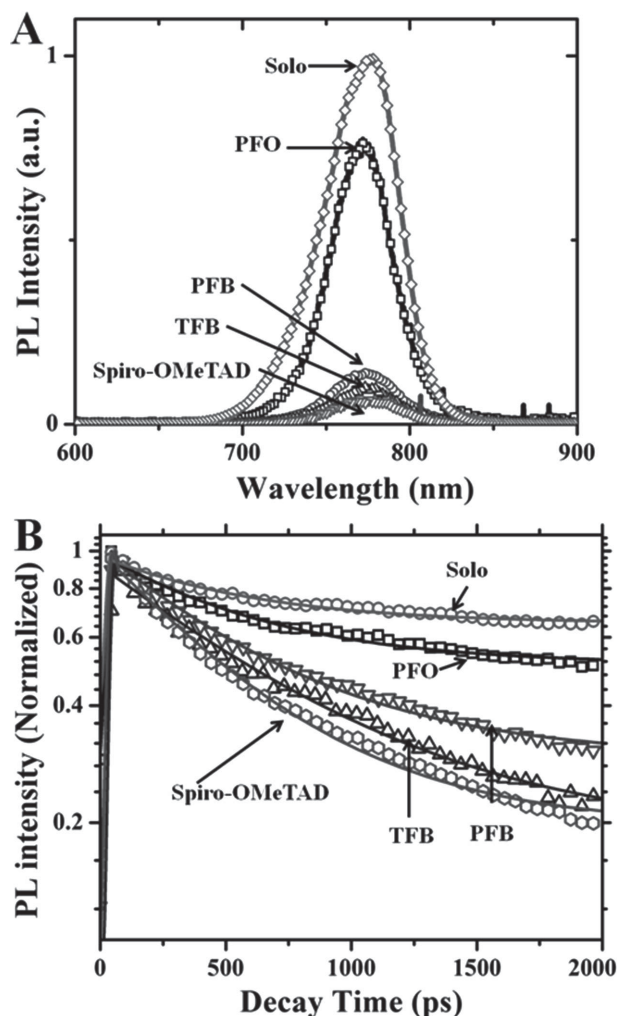 A
1
Solo
PFO
PFB
TFB
Spiro-OMeTAD
0
600
700
800
900
PL Intensity (a.u.)
Wavelength (nm)
B
1
0.8
0.6
0.4
0.2
Solo
PFO
Spiro-OMeTAD
TFB
PFB
0
500
1000
1500
2000
PL intensity (Normalized)
Decay Time (ps)